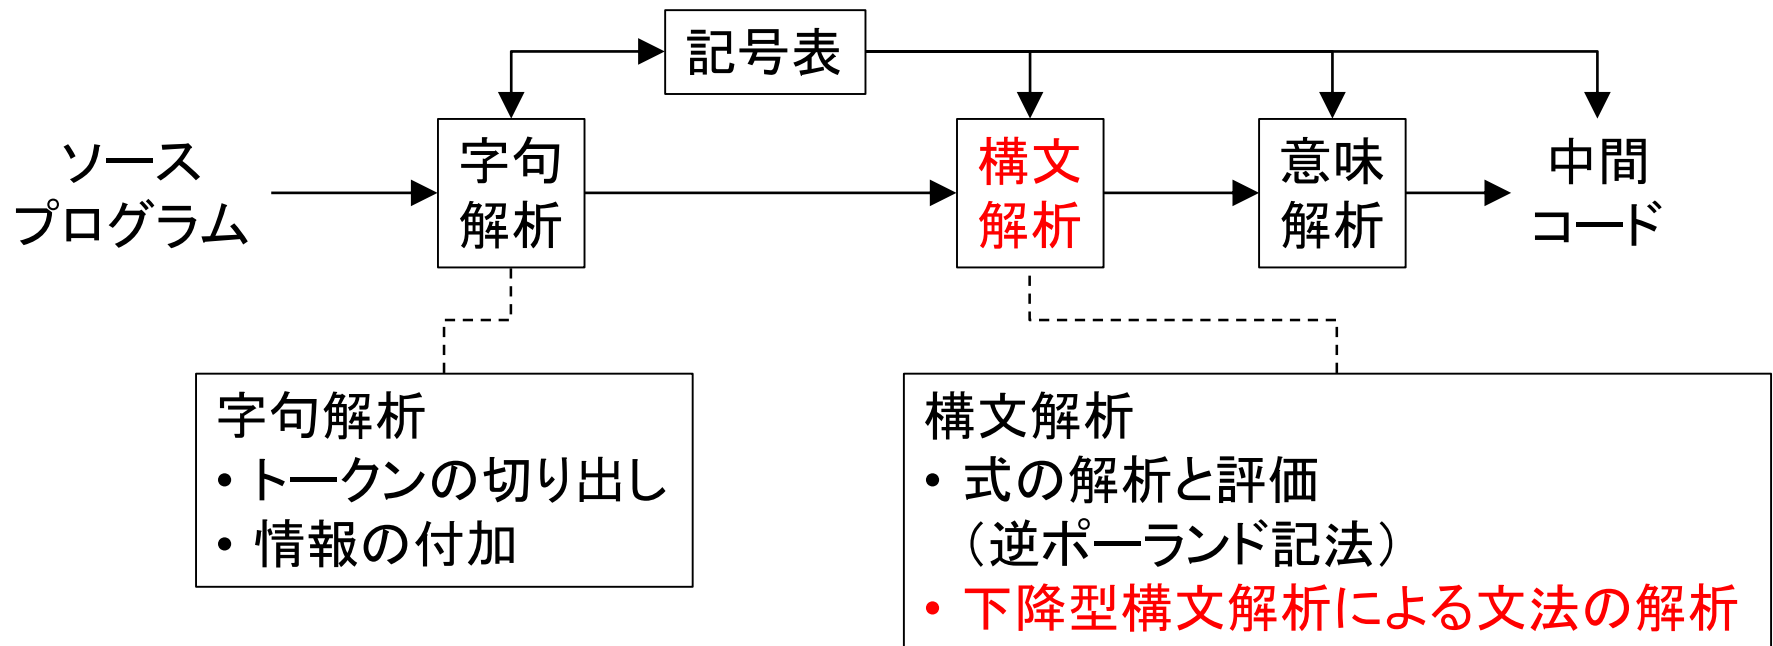 記号表
ソース
プログラム
字句
解析
構文
解析
意味
解析
中間
コード
字句解析
• トークンの切り出し
• 情報の付加
構文解析
• 式の解析と評価
（逆ポーランド記法）
• 下降型構文解析による文法の解析